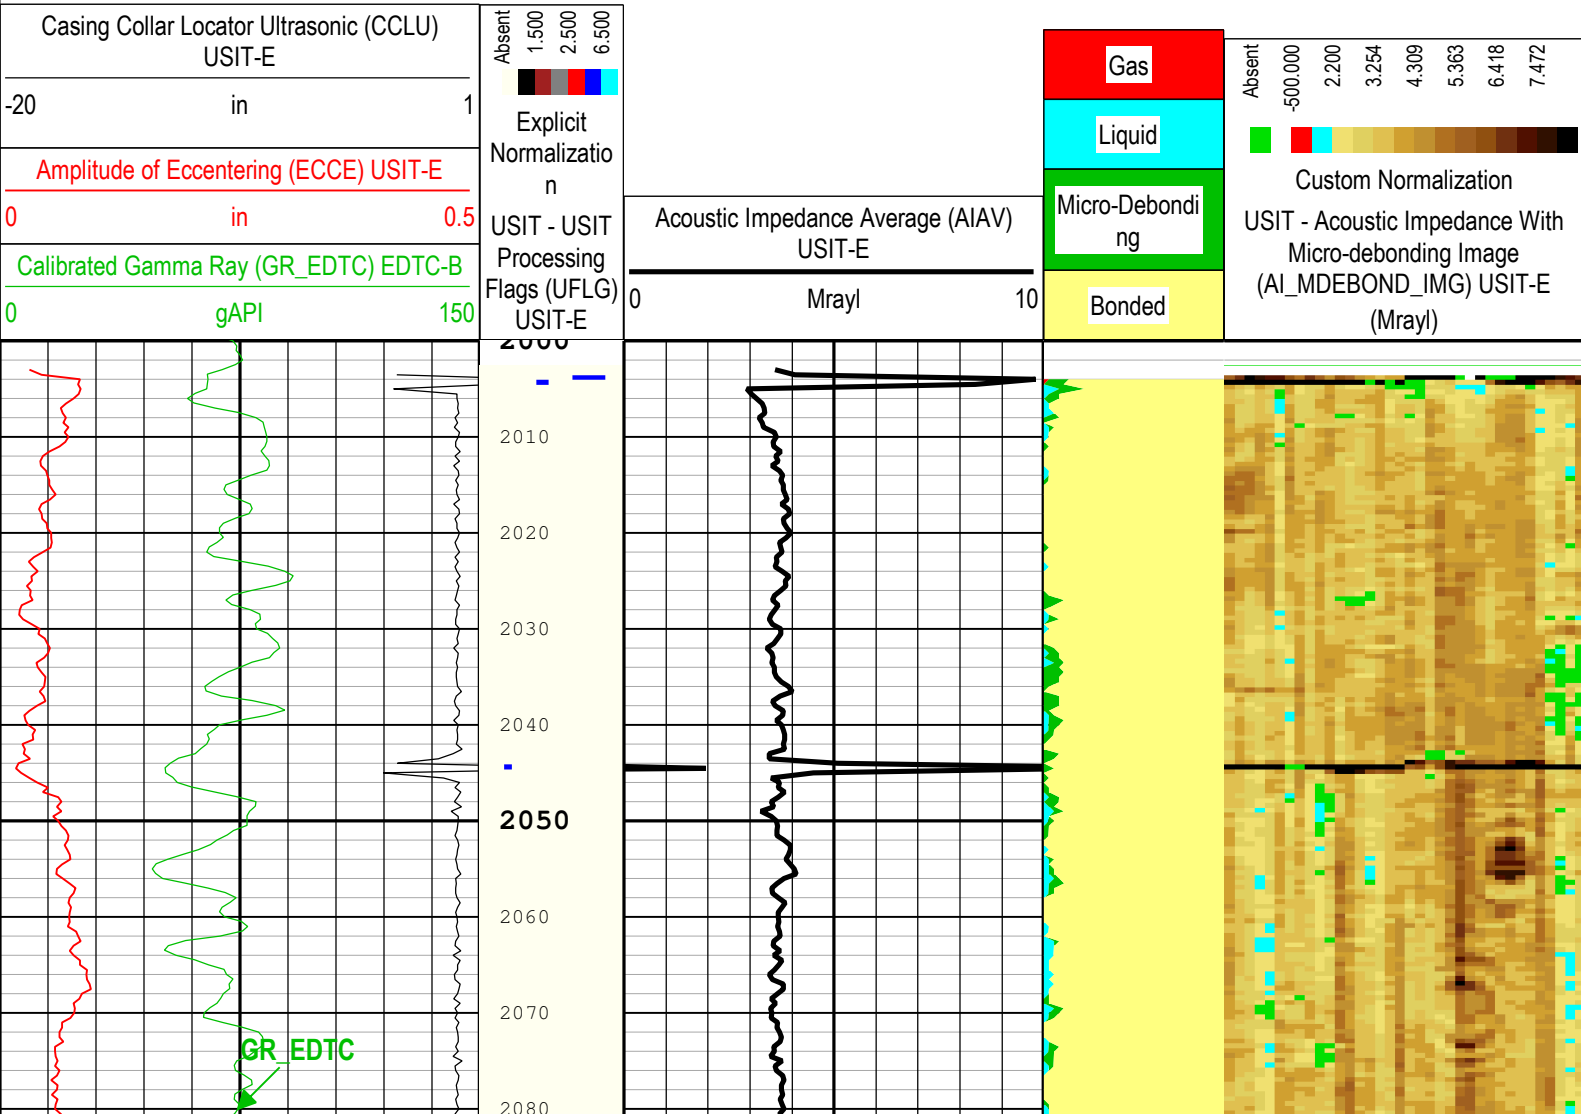 Casing Collar Locator Ultrasonic (CCLU)
USIT-E
-20 in 1
Amplitude of Eccentering (ECCE) USIT-E
0 in 0.5
Calibrated Gamma Ray (GR_EDTC) EDTC-B
0 gAPI 150
Absent
1.500
2.500
6.500
Explicit
Normalizatio
n
USIT - USIT
Processing
Flags (UFLG)
USIT-E
Acoustic Impedance Average (AIAV)
USIT-E
0 Mrayl 10
Gas
Liquid
Micro-Debondi
ng
Bonded
Absent
-500.000
2.200
3.254
4.309
5.363
6.418
7.472
Custom Normalization
USIT - Acoustic Impedance With
Micro-debonding Image
(AI_MDEBOND_IMG) USIT-E
(Mrayl)
2000
2010
2020
2030
2040
2050
2060
2070
GR_EDTC
2080